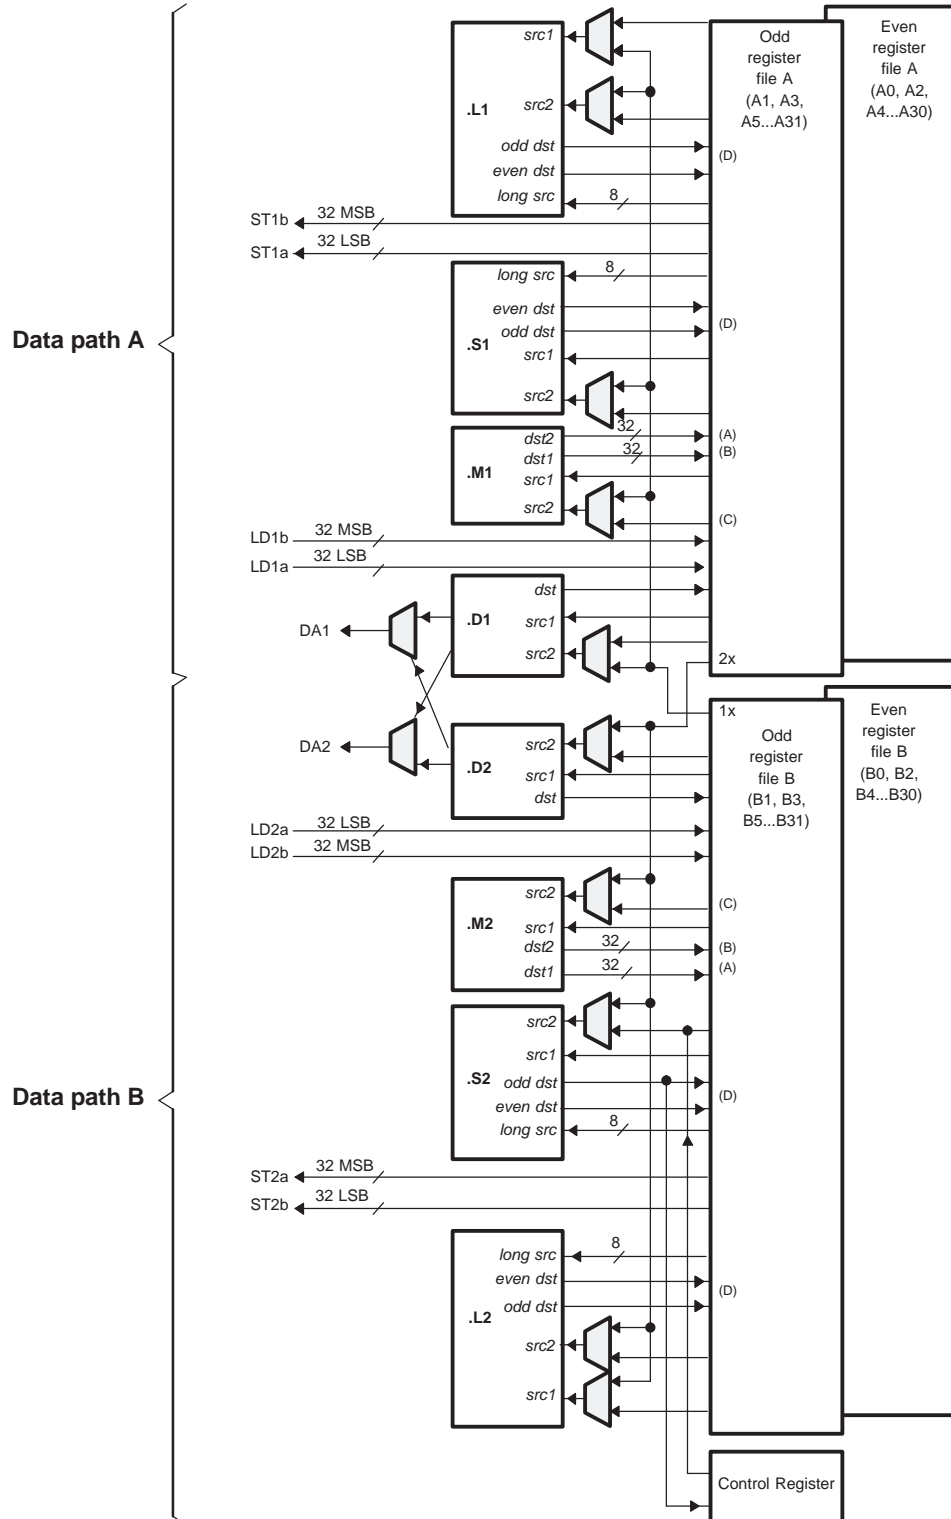 src1
Odd
register
file A
(A1, A3,
A5...A31)
Even
register
file A
(A0, A2,
A4...A30)
.L1
src2
odd dst
(D)
even dst
long src
8
ST1b
32 MSB
ST1a
32 LSB
long src
8
even dst
(D)
odd dst
Data path A
.S1
src1
src2
dst2
32
(A)
dst1
32
(B)
.M1
src1
src2
(C)
LD1b
32 MSB
LD1a
32 LSB
dst
.D1
src1
DA1
src2
2x
1x
Odd
register
file B
(B1, B3,
B5...B31)
Even
register
file B
(B0, B2,
B4...B30)
DA2
src2
.D2
src1
dst
LD2a
32 LSB
LD2b
32 MSB
src2
(C)
.M2
src1
dst2
32
(B)
dst1
32
(A)
src2
src1
.S2
odd dst
(D)
Data path B
even dst
long src
8
ST2a
32 MSB
ST2b
32 LSB
long src
8
even dst
(D)
odd dst
.L2
src2
src1
Control Register